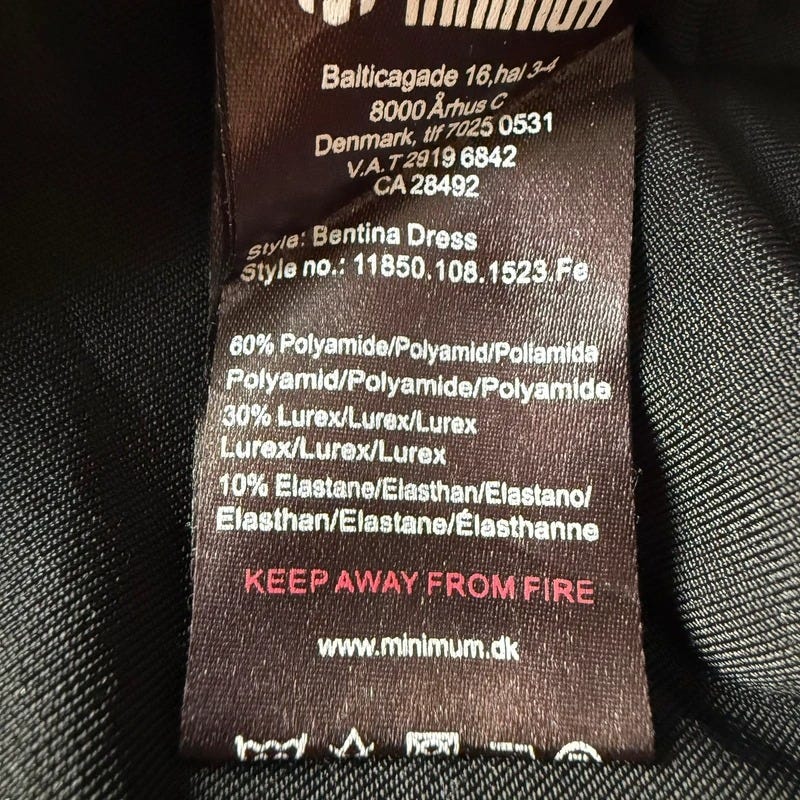 minimum
Balticagade 16,hal 3-4
8000 Århus C
Denmark, tlf 7025 0531
V.A.T 2919 6842
CA 28492
Style: Bentina Dress
Style no.: 11850.108.1523.Fe
60% Polyamide/Polyamid/Poliamida
Polyamid/Polyamide/Polyamide
30% Lurex/Lurex/Lurex
Lurex/Lurex/Lurex
10% Elastane/Elasthan/Elastano/
Elasthan/Elastane/Élasthanne
KEEP AWAY FROM FIRE
www.minimum.dk